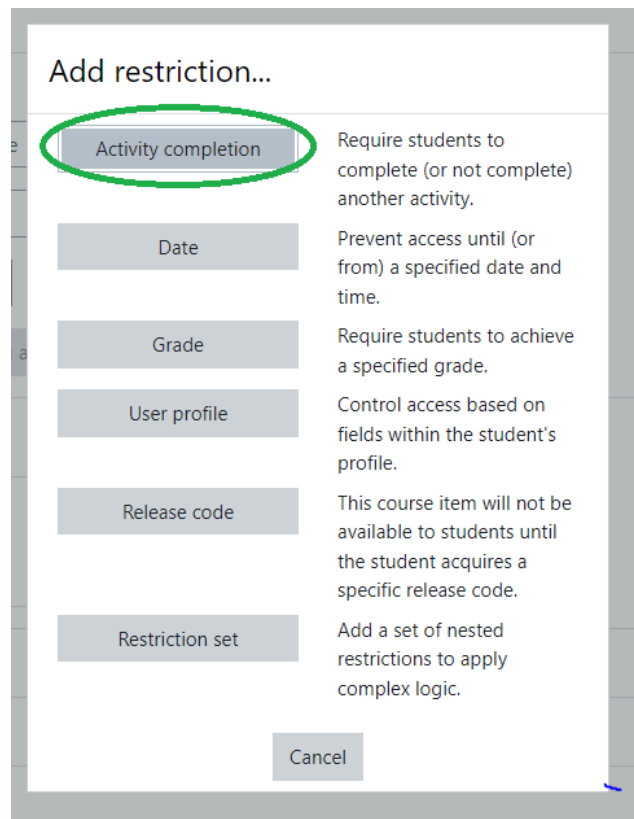 Add restriction...
Activity completion
Require students to
complete (or not complete)
another activity.
Date
Prevent access until (or
from) a specified date and
time.
Grade
Require students to achieve
a specified grade.
User profile
Control access based on
fields within the student's
profile.
Release code
This course item will not be
available to students until
the student acquires a
specific release code.
Restriction set
Add a set of nested
restrictions to apply
complex logic.
Cancel